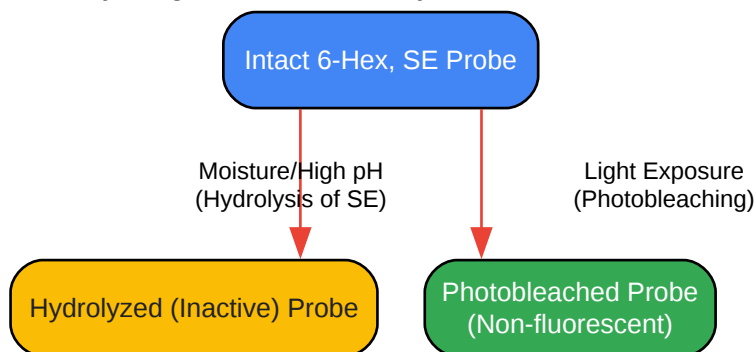 Intact 6-Hex, SE Probe
Moisture/High pH
(Hydrolysis of SE)
Light Exposure
(Photobleaching)
Hydrolyzed (Inactive) Probe
Photobleached Probe
(Non-fluorescent)